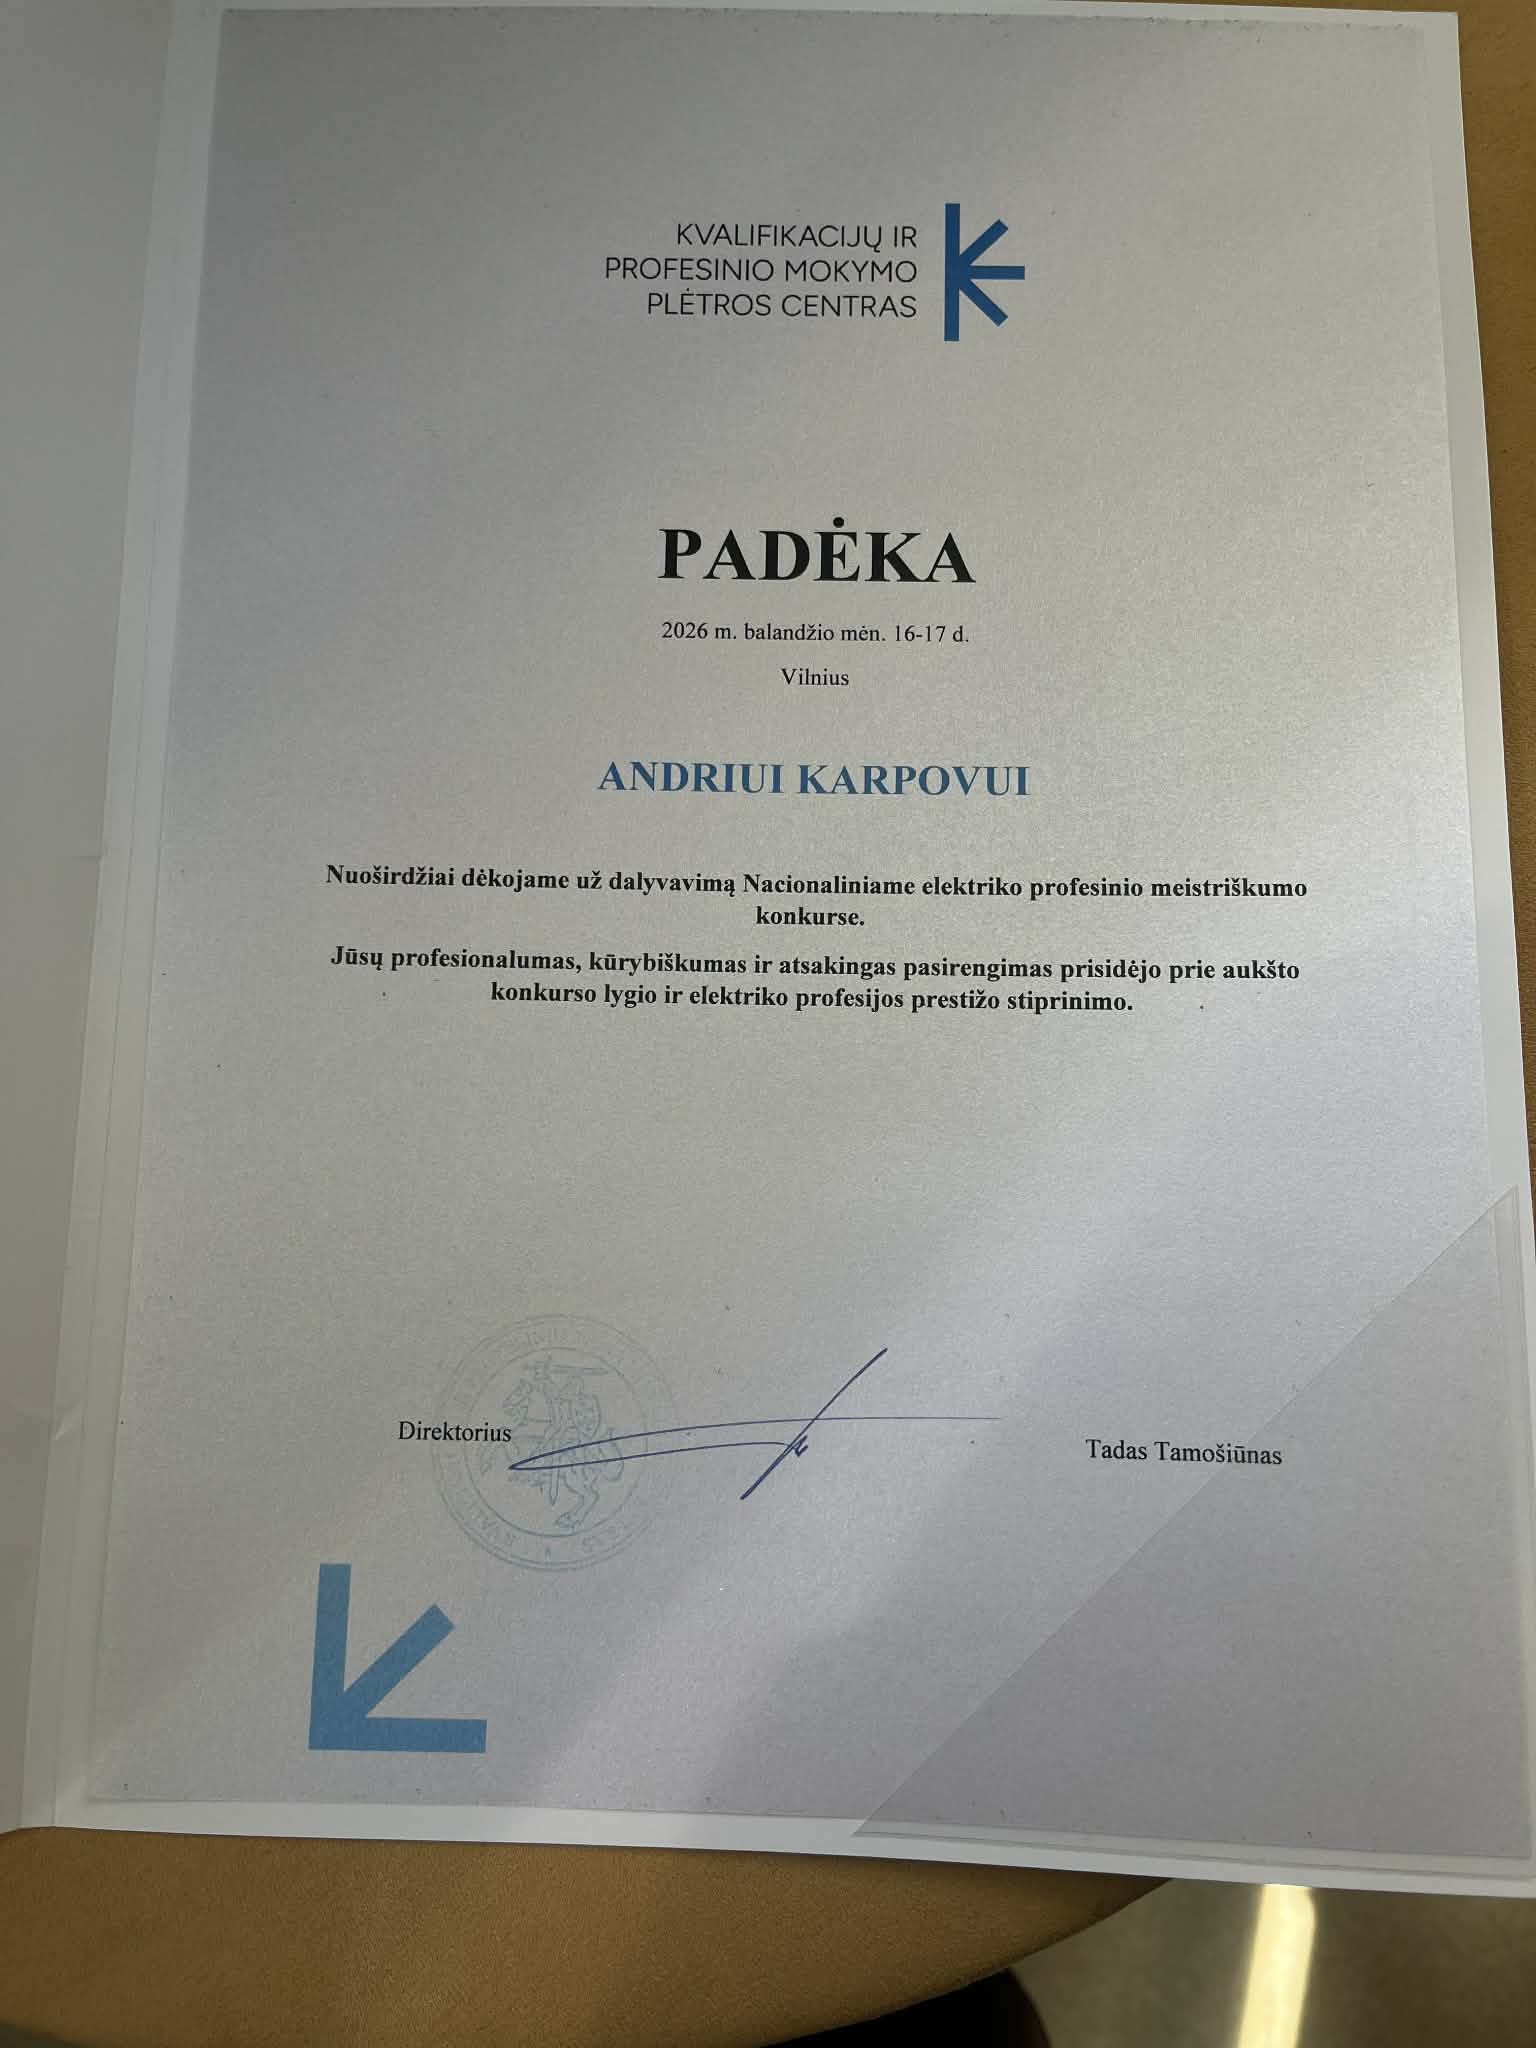 KVALIFIKACIJŲ IR
PROFESINIO MOKYMO
PLĖTROS CENTRAS
PADĖKA
2026 m. balandžio mėn. 16-17 d.
Vilnius
ANDRIUI KARPOVUI
Nuoširdžiai dėkojame už dalyvavimą Nacionaliniame elektriko profesinio meistriškumo
konkurse.
Jūsų profesionalumas, kūrybiškumas ir atsakingas pasirengimas prisidėjo prie aukšto
konkurso lygio ir elektriko profesijos prestižo stiprinimo.
Direktorius
Tadas Tamošiūnas